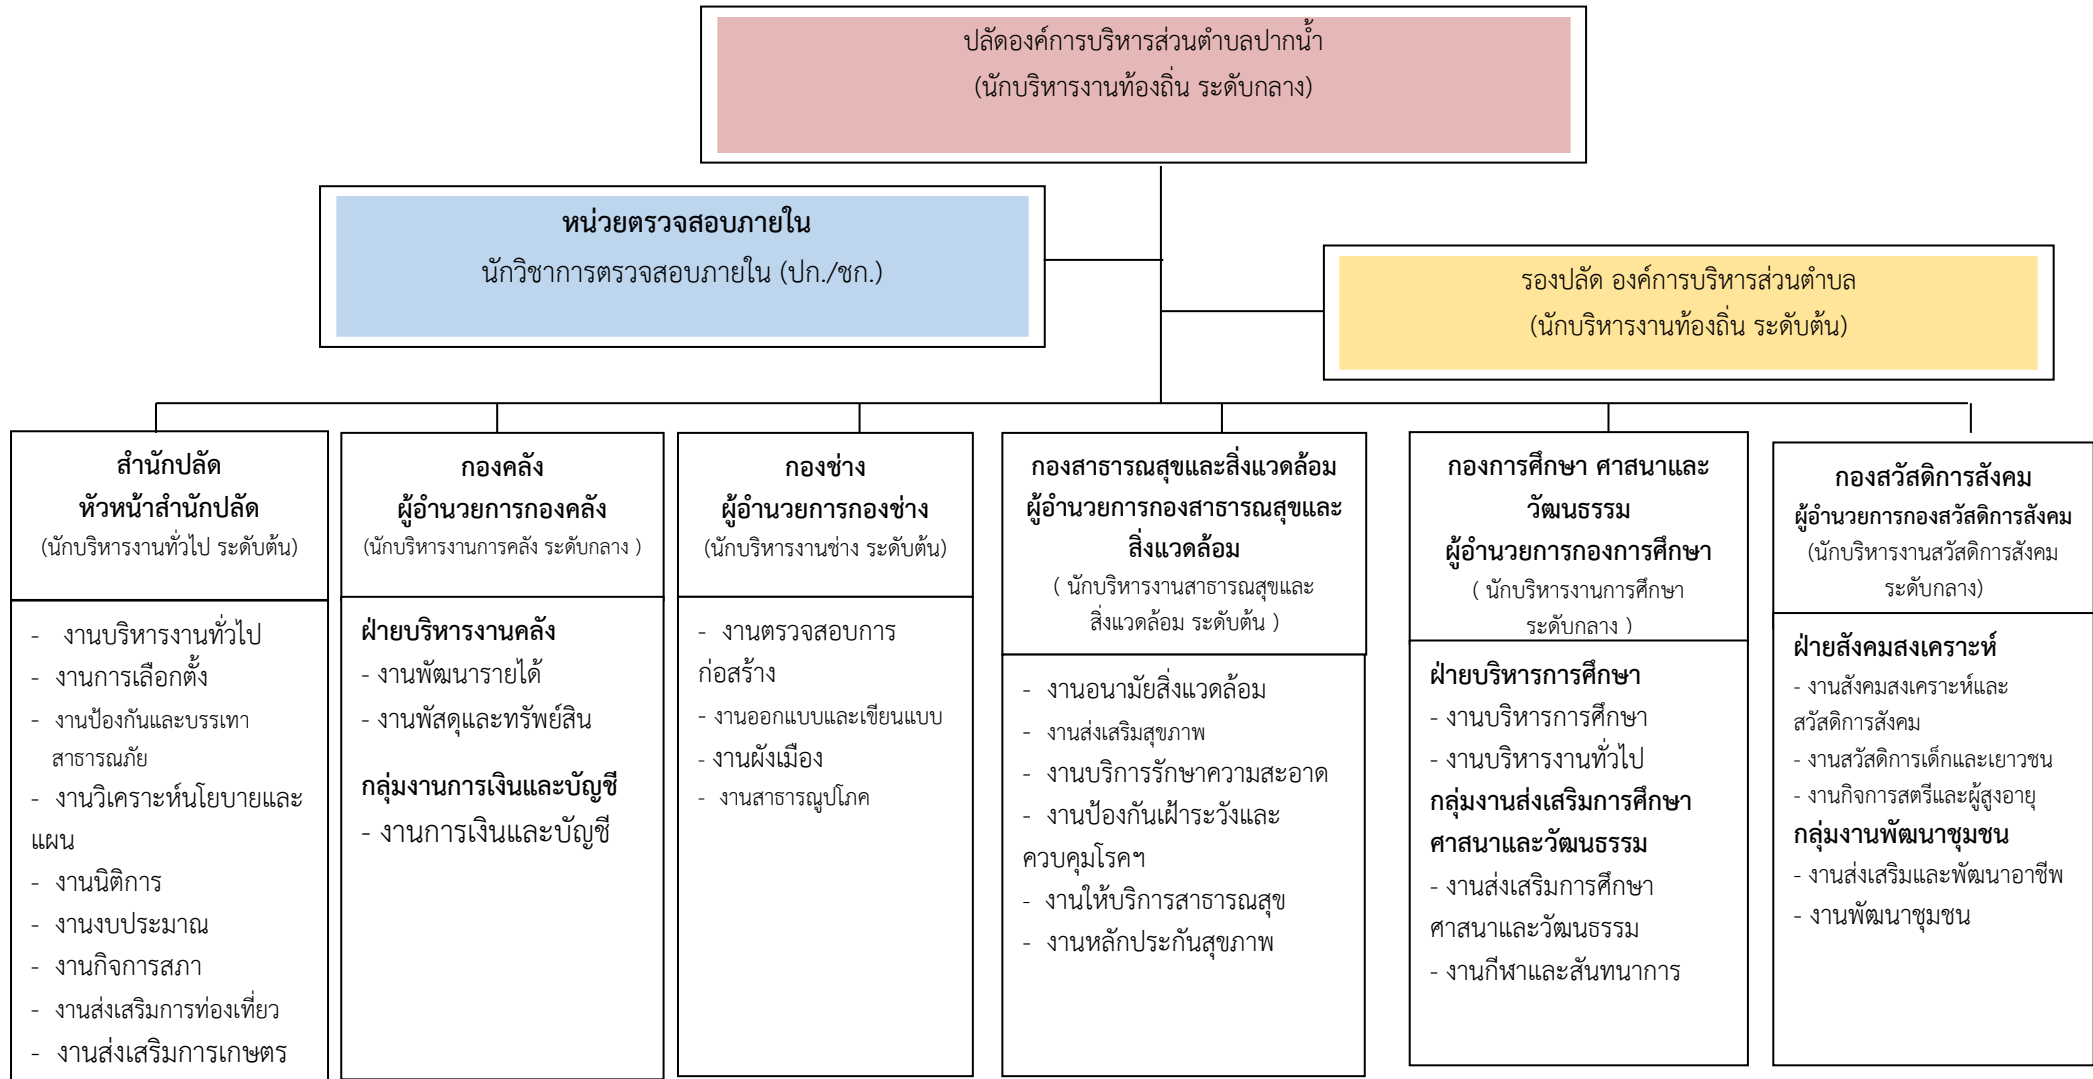 ปลัดองค์การบริหารส่วนตำบลปากน้ำ
(นักบริหารงานท้องถิ่น ระดับกลาง)
หน่วยตรวจสอบภายใน
นักวิชาการตรวจสอบภายใน (ปก./ชก.)
รองปลัด องค์การบริหารส่วนตำบล
(นักบริหารงานท้องถิ่น ระดับต้น)
สำนักปลัด
หัวหน้าสำนักปลัด
(นักบริหารงานทั่วไป ระดับต้น)
- งานบริหารงานทั่วไป
- งานการเลือกตั้ง
- งานป้องกันและบรรเทา
สาธารณภัย
- งานวิเคราะห์นโยบายและ
แผน
- งานนิติการ
- งานงบประมาณ
- งานกิจการสภา
- งานส่งเสริมการท่องเที่ยว
- งานส่งเสริมการเกษตร
กองคลัง
ผู้อำนวยการกองคลัง
(นักบริหารงานการคลัง ระดับกลาง )
ฝ่ายบริหารงานคลัง
- งานพัฒนารายได้
- งานพัสดุและทรัพย์สิน
กลุ่มงานการเงินและบัญชี
- งานการเงินและบัญชี
กองช่าง
ผู้อำนวยการกองช่าง
(นักบริหารงานช่าง ระดับต้น)
- งานตรวจสอบการ
ก่อสร้าง
- งานออกแบบและเขียนแบบ
- งานผังเมือง
- งานสาธารณูปโภค
กองสาธารณสุขและสิ่งแวดล้อม
ผู้อำนวยการกองสาธารณสุขและ
สิ่งแวดล้อม
( นักบริหารงานสาธารณสุขและ
สิ่งแวดล้อม ระดับต้น )
- งานอนามัยสิ่งแวดล้อม
- งานส่งเสริมสุขภาพ
- งานบริการรักษาความสะอาด
- งานป้องกันเฝ้าระวังและ
ควบคุมโรคฯ
- งานให้บริการสาธารณสุข
- งานหลักประกันสุขภาพ
กองการศึกษา ศาสนาและ
วัฒนธรรม
ผู้อำนวยการกองการศึกษา
( นักบริหารงานการศึกษา
ระดับกลาง )
ฝ่ายบริหารการศึกษา
- งานบริหารการศึกษา
- งานบริหารงานทั่วไป
กลุ่มงานส่งเสริมการศึกษา
ศาสนาและวัฒนธรรม
- งานส่งเสริมการศึกษา
ศาสนาและวัฒนธรรม
- งานกีฬาและสันทนาการ
กองสวัสดิการสังคม
ผู้อำนวยการกองสวัสดิการสังคม
(นักบริหารงานสวัสดิการสังคม
ระดับกลาง)
ฝ่ายสังคมสงเคราะห์
- งานสังคมสงเคราะห์และ
สวัสดิการสังคม
- งานสวัสดิการเด็กและเยาวชน
- งานกิจการสตรีและผู้สูงอายุ
กลุ่มงานพัฒนาชุมชน
- งานส่งเสริมและพัฒนาอาชีพ
- งานพัฒนาชุมชน